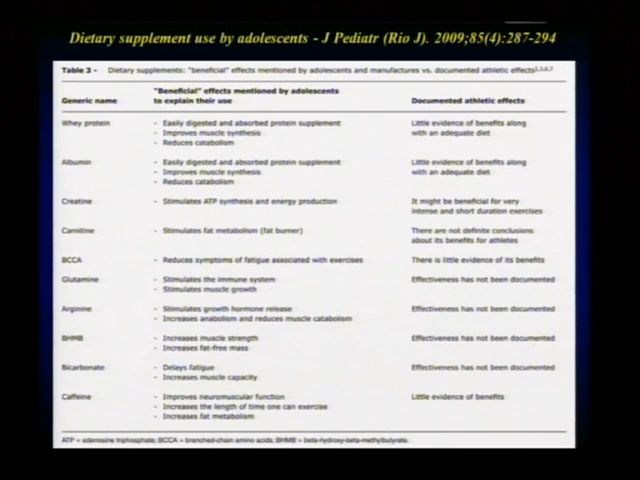 Dietary supplement use by adolescents - J Pediatr (Rio J). 2009;85(4):287-294
Table 3 - Dietary supplements: "beneficial" effects mentioned by adolescents and manufactures vs. documented athletic effects
Generic name
"Beneficial" effects mentioned by adolescents
to explain their use
Documented athletic effects
Whey protein
- Easily digested and absorbed protein supplement
- Improves muscle synthesis
- Reduces catabolism
Little evidence of benefits along
with an adequate diet
Albumin
- Easily digested and absorbed protein supplement
- Improves muscle synthesis
- Reduces catabolism
Little evidence of benefits along
with an adequate diet
Creatine
- Stimulates ATP synthesis and energy production
It might be beneficial for very
intense and short duration exercises
Carnitine
- Stimulates fat metabolism (fat burner)
There are not definite conclusions
about its benefits for athletes
BCCA
- Reduces symptoms of fatigue associated with exercises
There is little evidence of its benefits
Glutamine
- Stimulates the immune system
- Stimulates muscle growth
Effectiveness has not been documented
Arginine
- Stimulates growth hormone release
- Increases anabolism and reduces muscle catabolism
Effectiveness has not been documented
BHMB
- Increases muscle strength
- Increases fat-free mass
Effectiveness has not been documented
Bicarbonate
- Delays fatigue
- Increases muscle capacity
Effectiveness has not been documented
Caffeine
- Improves neuromuscular function
- Increases the length of time one can exercise
- Increases fat metabolism
Little evidence of benefits
ATP = adenosine triphosphate; BCCA = branched-chain amino acids; BHMB = beta-hydroxy-beta-methylbutyrate.